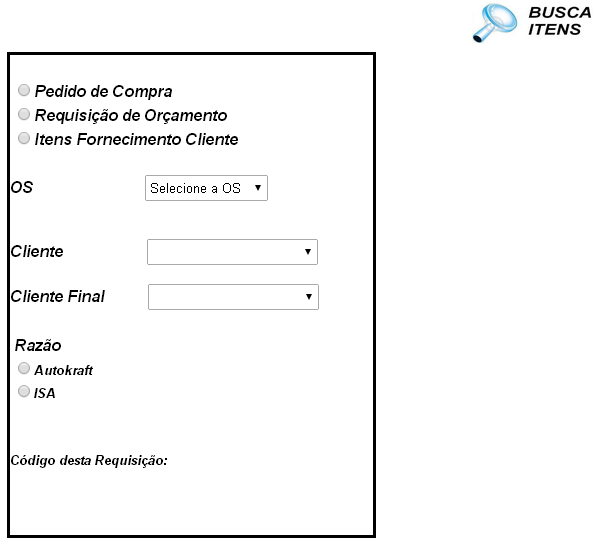 BUSCA
ITENS
Pedido de Compra
Requisição de Orçamento
Itens Fornecimento Cliente
OS Selecione a OS
Cliente
Cliente Final
Razão
Autokraft
ISA
Código desta Requisição: